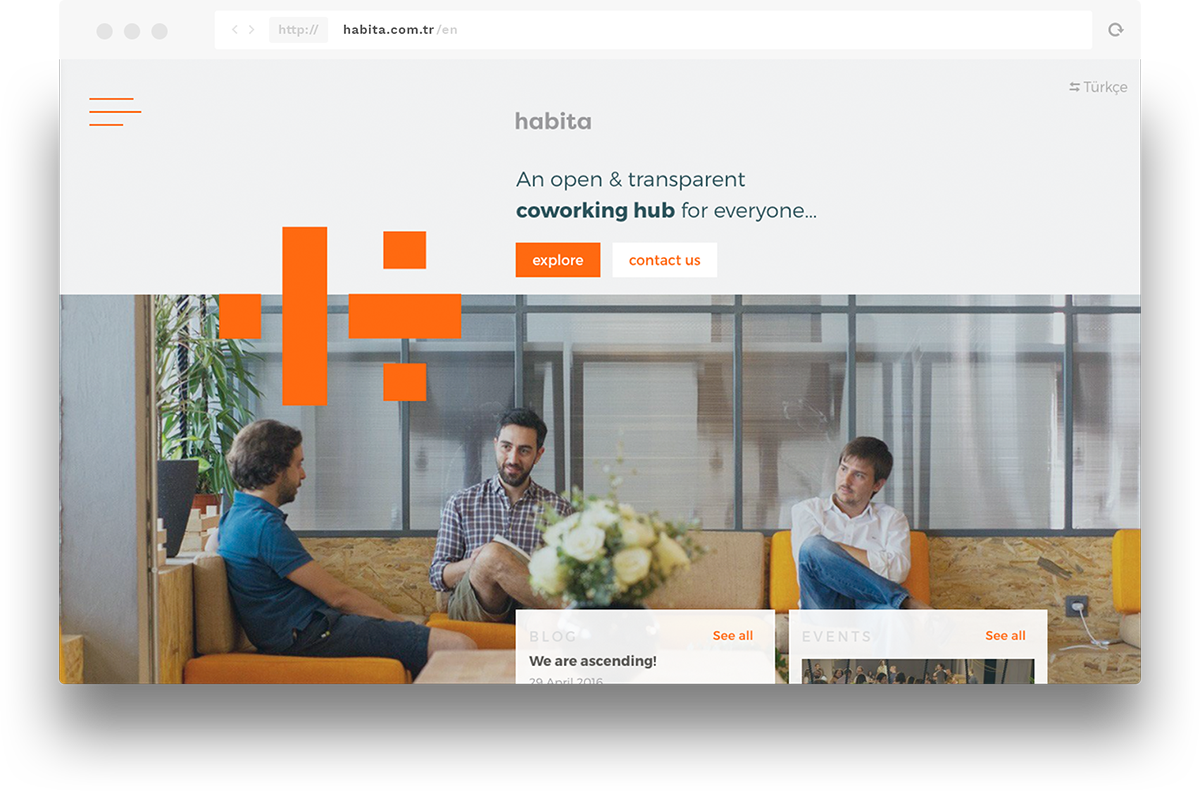 http://
habita.com.tr/en
Türkçe
habita
An open & transparent
coworking hub for everyone...
explore
contact us
BLOG
See all
We are ascending!
29 April 2016
EVENTS
See all